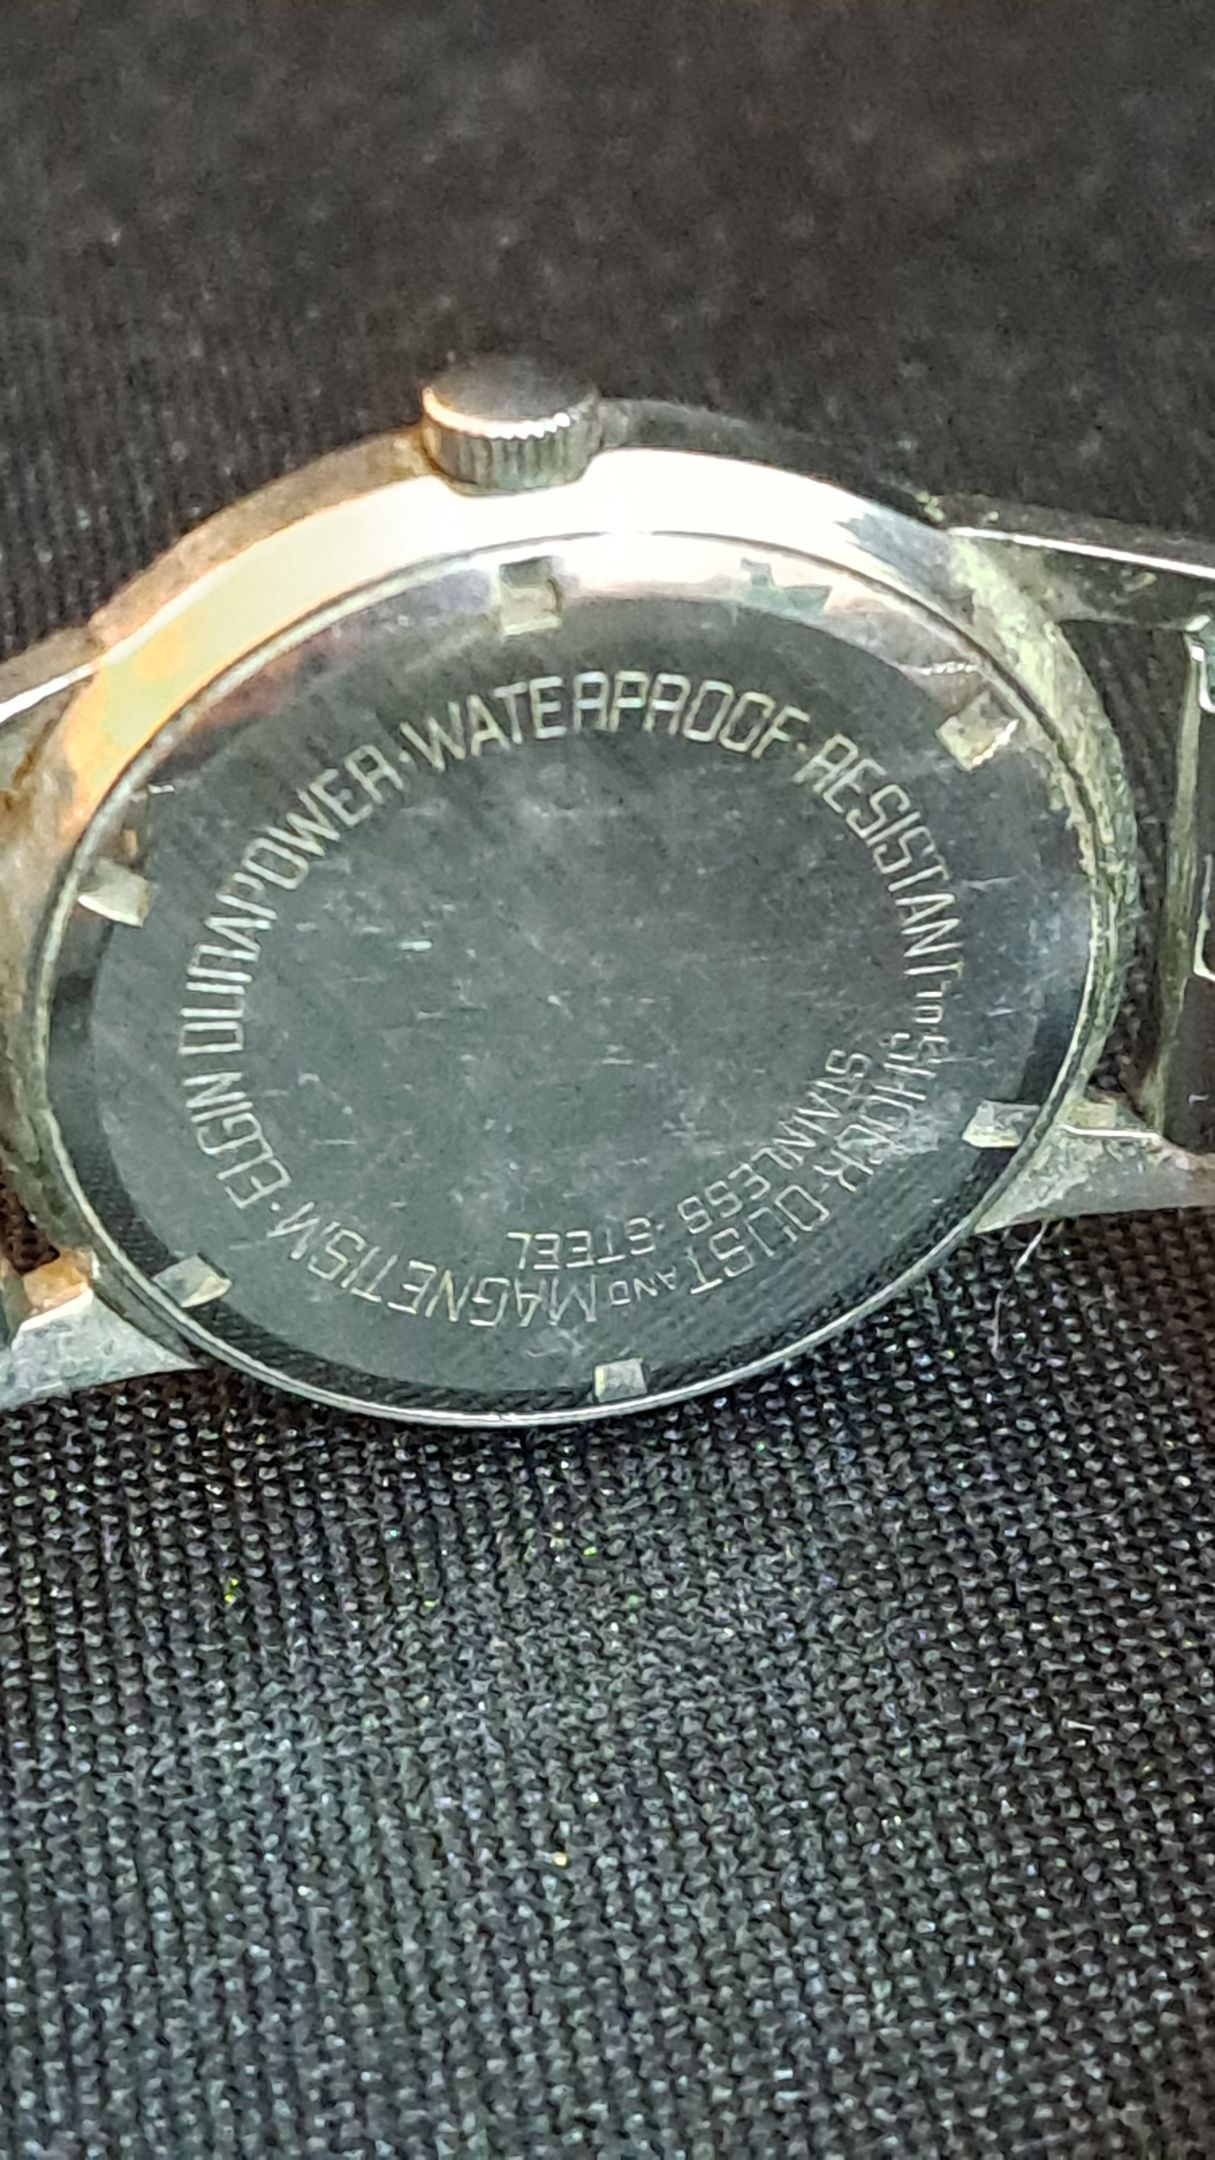 ELGIN DURAPOWER · WATERPROOF · RESISTANT TO SHOCK · DUST AND MAGNETISM ·
STAINLESS STEEL